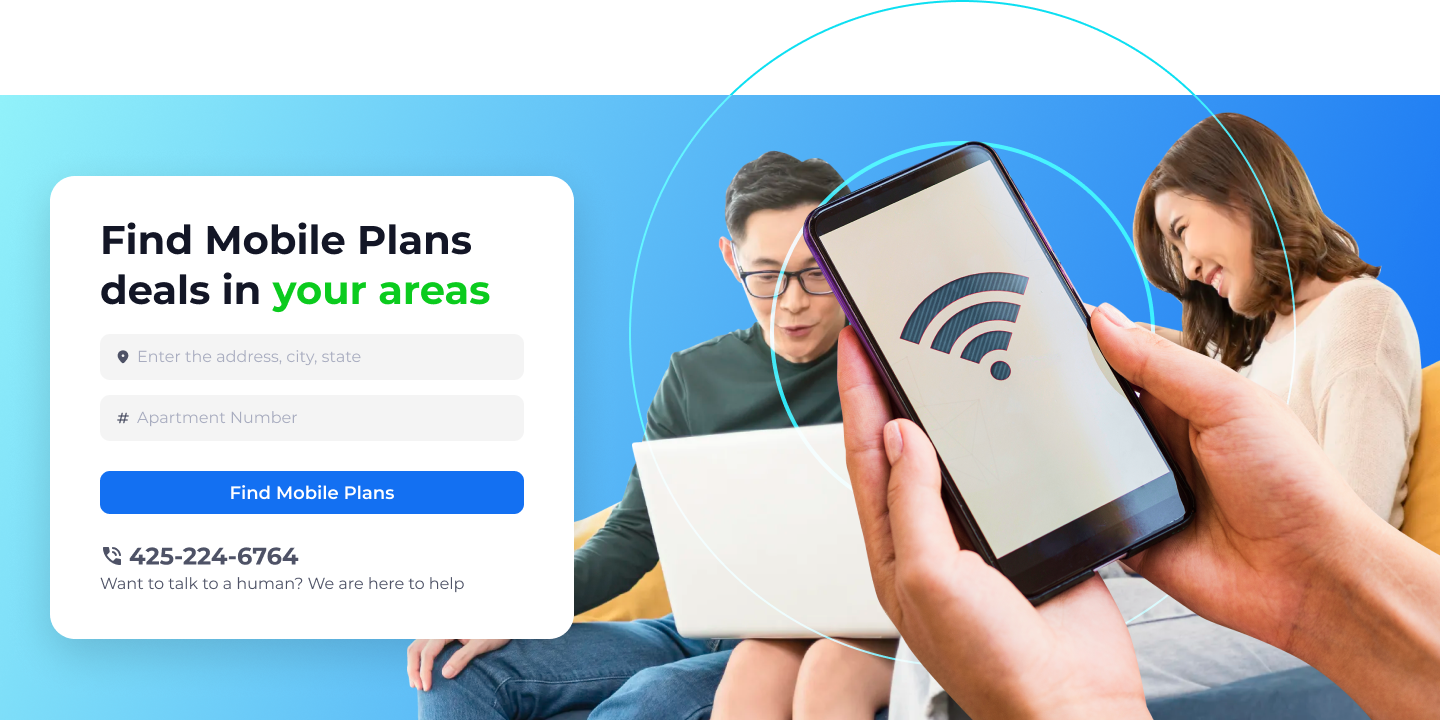 Find Mobile Plans
deals in your areas
Enter the address, city, state
# Apartment Number
Find Mobile Plans
425-224-6764
Want to talk to a human? We are here to help